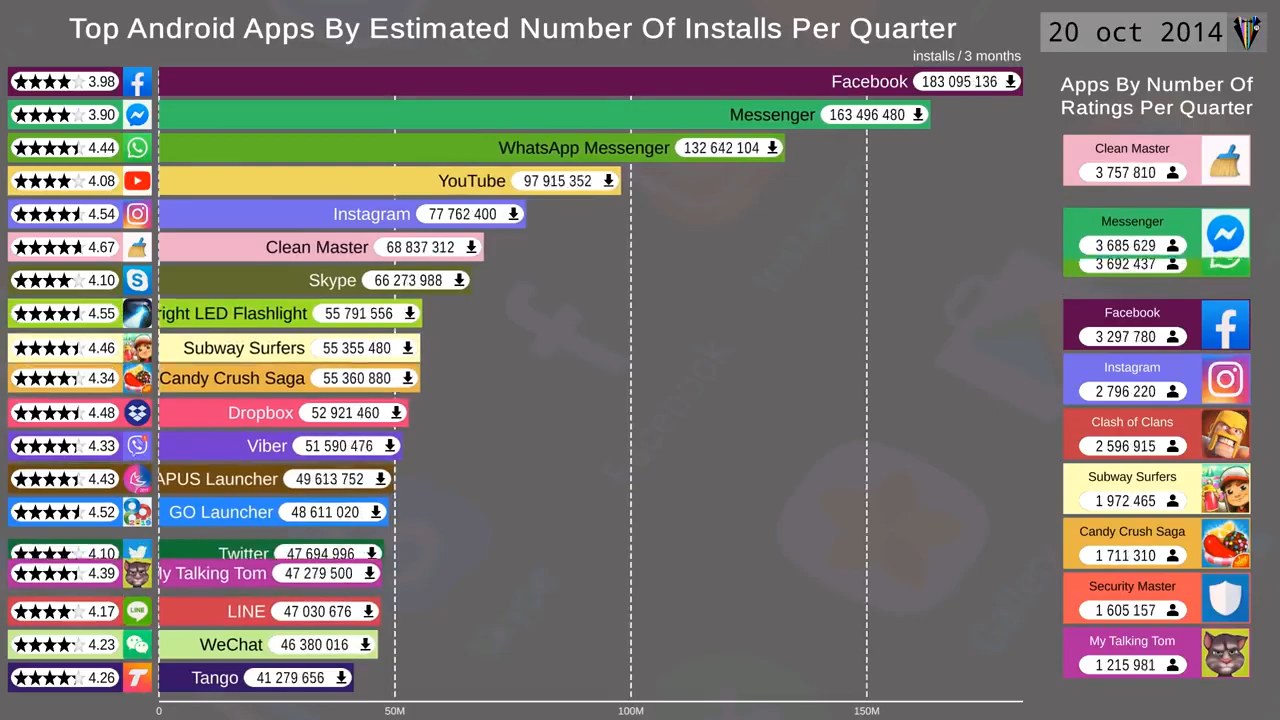 Top Android Apps By Estimated Number Of Installs Per Quarter
20 oct 2014
installs / 3 months
3.98 Facebook 183 095 136
3.90 Messenger 163 496 480
4.44 WhatsApp Messenger 132 642 104
4.08 YouTube 97 915 352
4.54 Instagram 77 762 400
4.67 Clean Master 68 837 312
4.10 Skype 66 273 988
4.55 right LED Flashlight 55 791 556
4.46 Subway Surfers 55 355 480
4.34 Candy Crush Saga 55 360 880
4.48 Dropbox 52 921 460
4.33 Viber 51 590 476
4.43 APUS Launcher 49 613 752
4.52 GO Launcher 48 611 020
4.10 Twitter 47 694 996
4.39 My Talking Tom 47 279 500
4.17 LINE 47 030 676
4.23 WeChat 46 380 016
4.26 Tango 41 279 656
0 50M 100M 150M
Apps By Number Of
Ratings Per Quarter
Clean Master
3 757 810
Messenger
3 685 629
3 692 437
Facebook
3 297 780
Instagram
2 796 220
Clash of Clans
2 596 915
Subway Surfers
1 972 465
Candy Crush Saga
1 711 310
Security Master
1 605 157
My Talking Tom
1 215 981